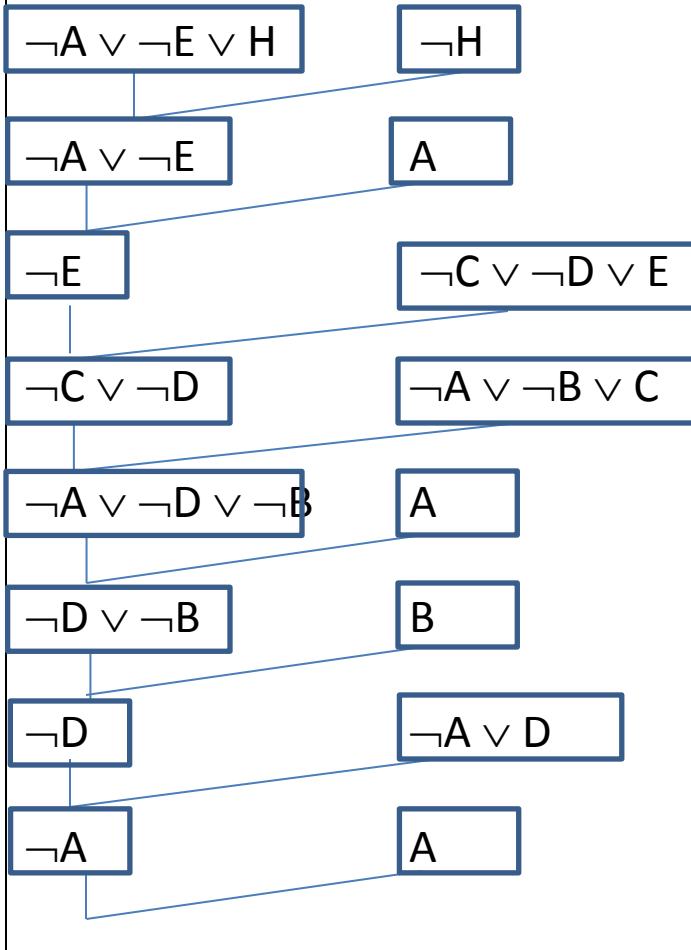 ¬A ∨ ¬E ∨ H
¬H
¬A ∨ ¬E
A
¬E
¬C ∨ ¬D ∨ E
¬C ∨ ¬D
¬A ∨ ¬B ∨ C
¬A ∨ ¬D ∨ ¬B
A
¬D ∨ ¬B
B
¬D
¬A ∨ D
¬A
A